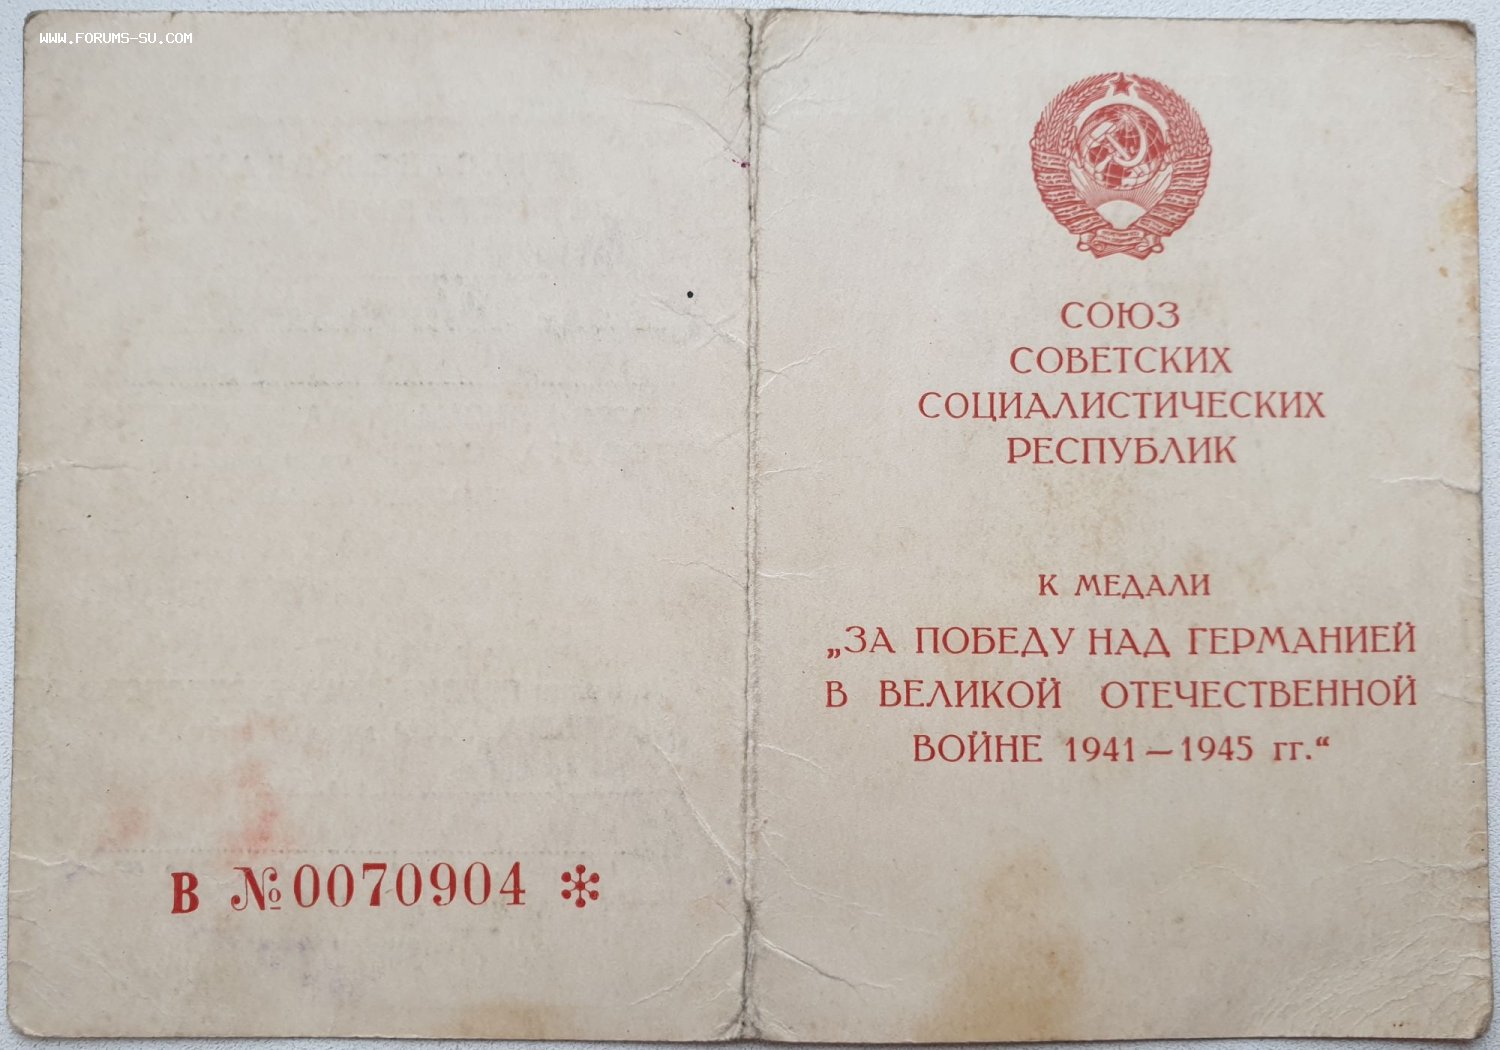 WWW.FORUMS-SU.COM
В №0070904 *
СОЮЗ
СОВЕТСКИХ
СОЦИАЛИСТИЧЕСКИХ
РЕСПУБЛИК
К МЕДАЛИ
„ЗА ПОБЕДУ НАД ГЕРМАНИЕЙ
В ВЕЛИКОЙ ОТЕЧЕСТВЕННОЙ
ВОЙНЕ 1941—1945 гг.“